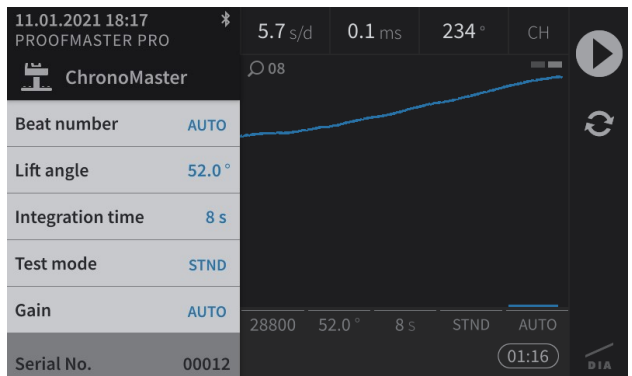 11.01.2021 18:17
PROOFMASTER PRO
5.7 s/d 0.1 ms 234 ° CH
ChronoMaster
08
Beat number AUTO
Lift angle 52.0 °
Integration time 8 s
Test mode STND
Gain AUTO
28800 52.0 ° 8 s STND AUTO
Serial No. 00012
01:16
DIA